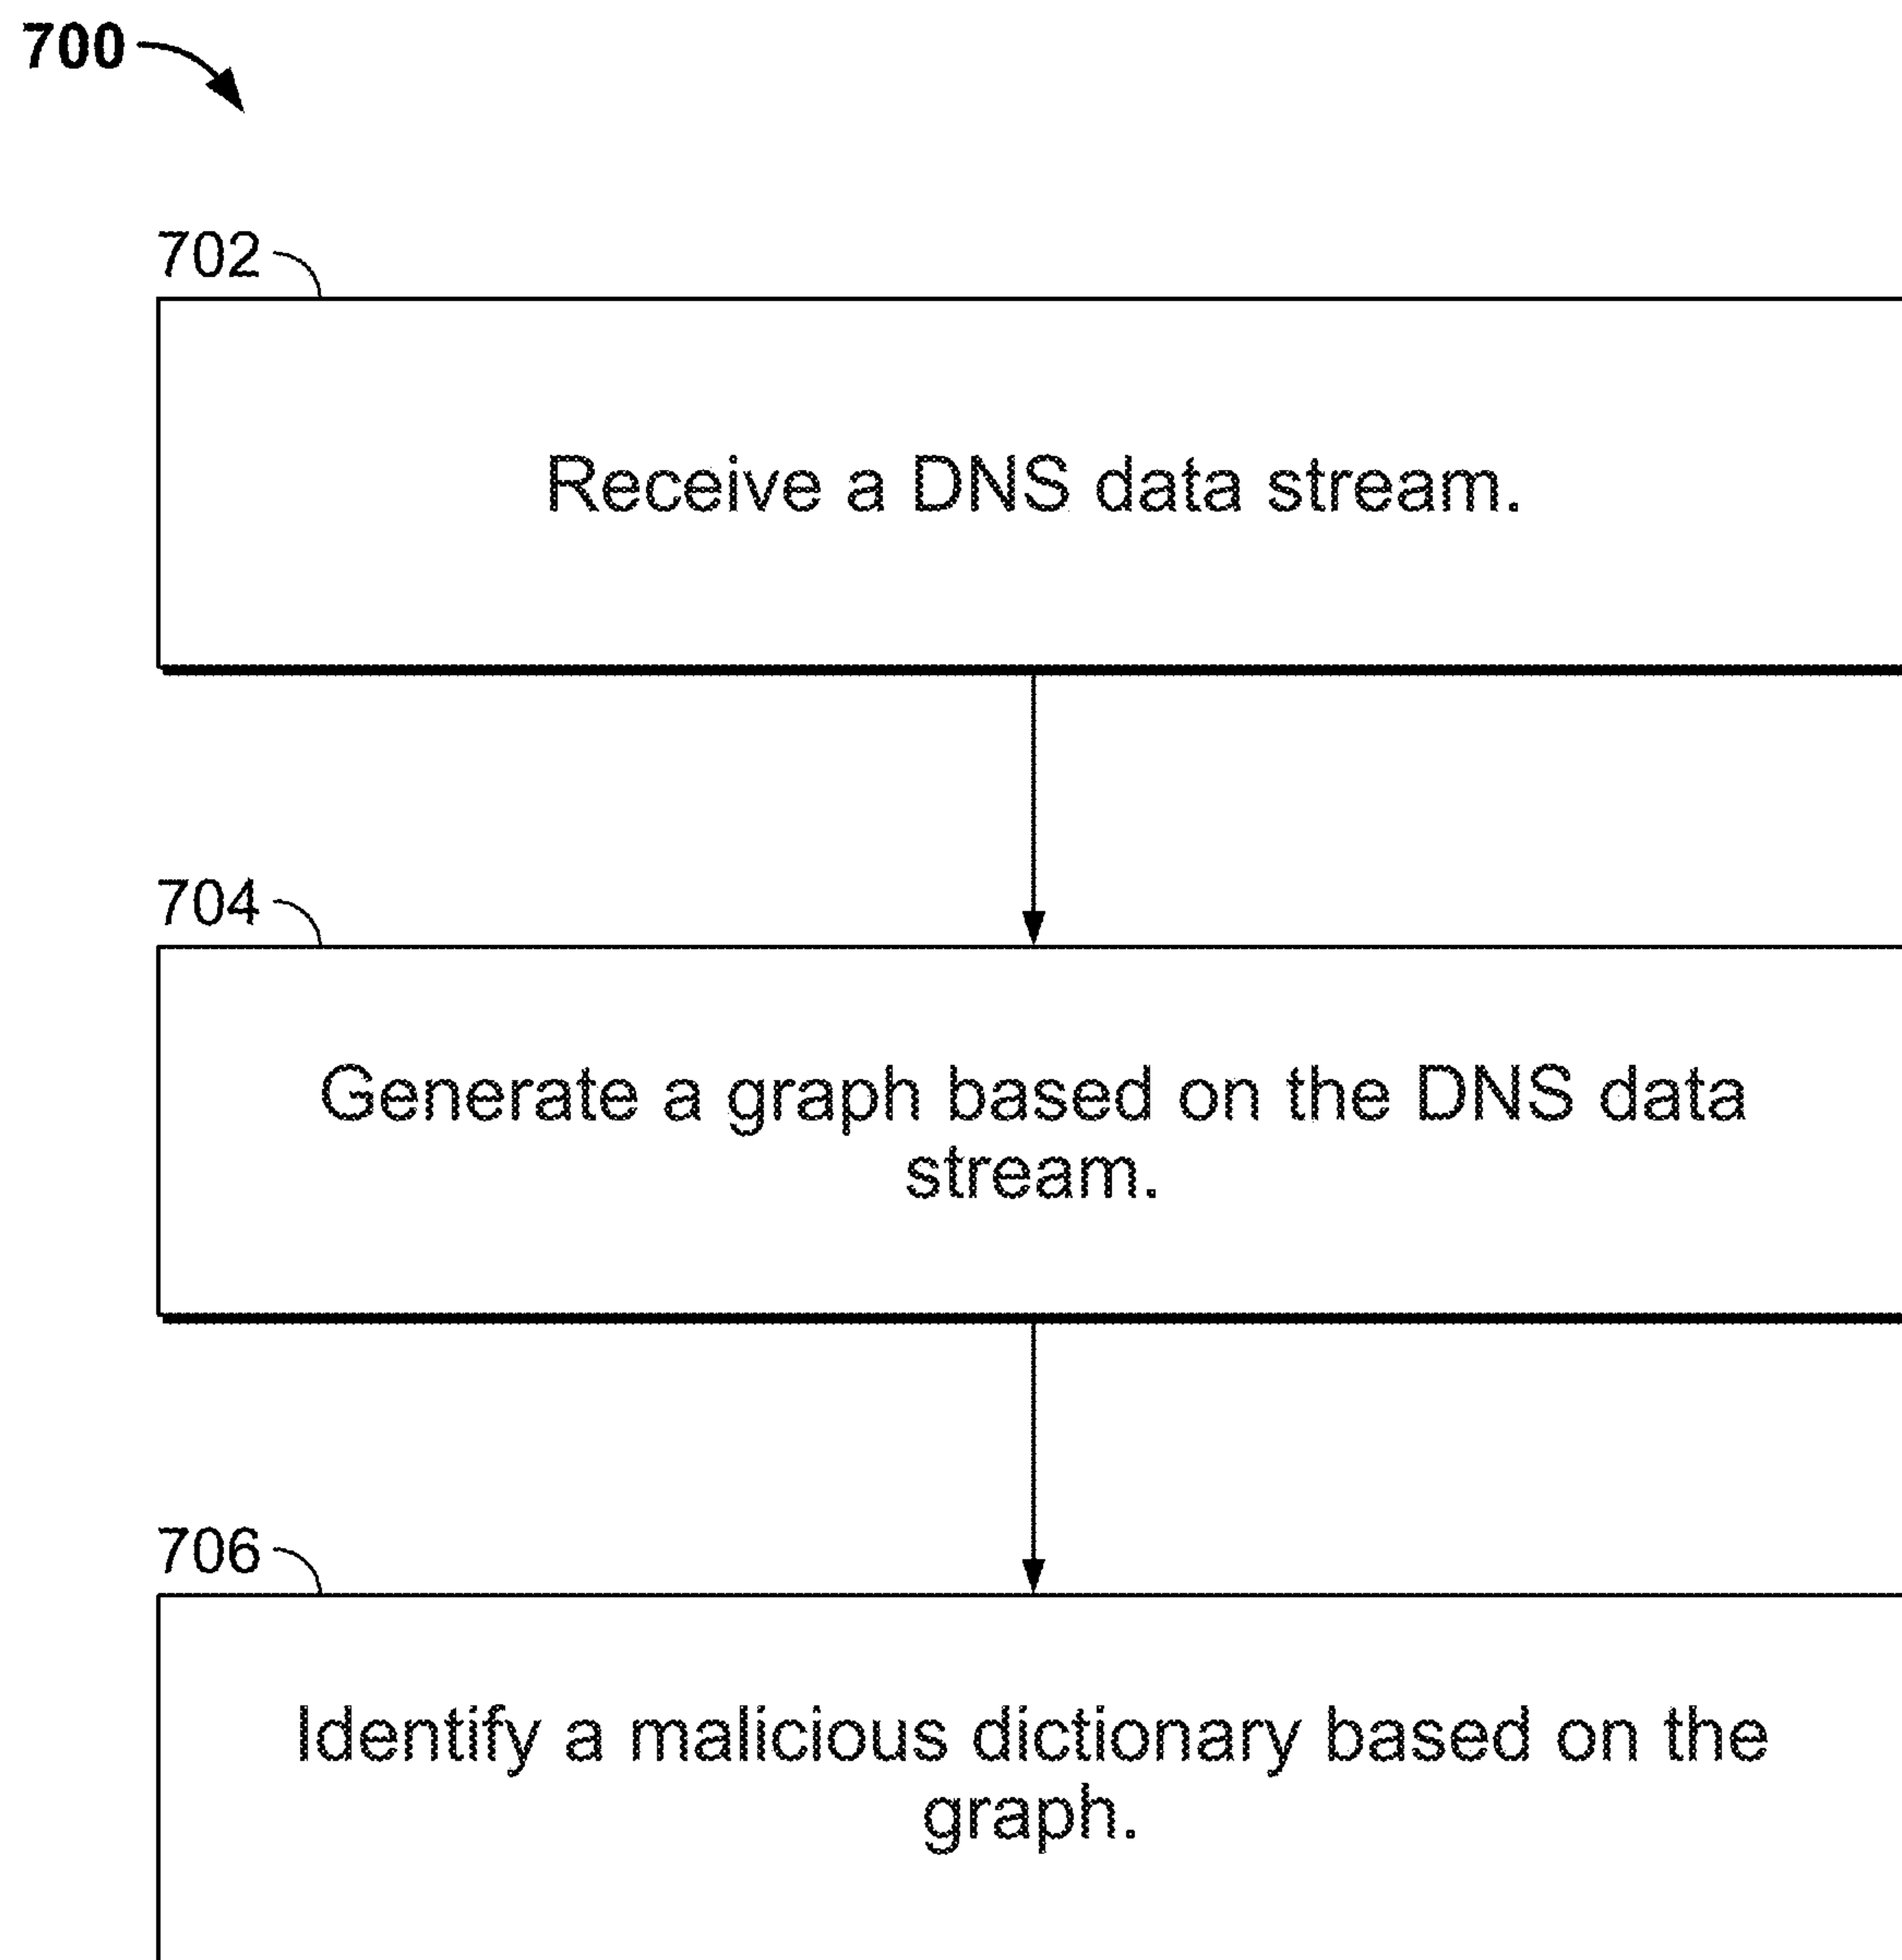 700
702
Receive a DNS data stream.
704
Generate a graph based on the DNS data
stream.
706
Identify a malicious dictionary based on the
graph.